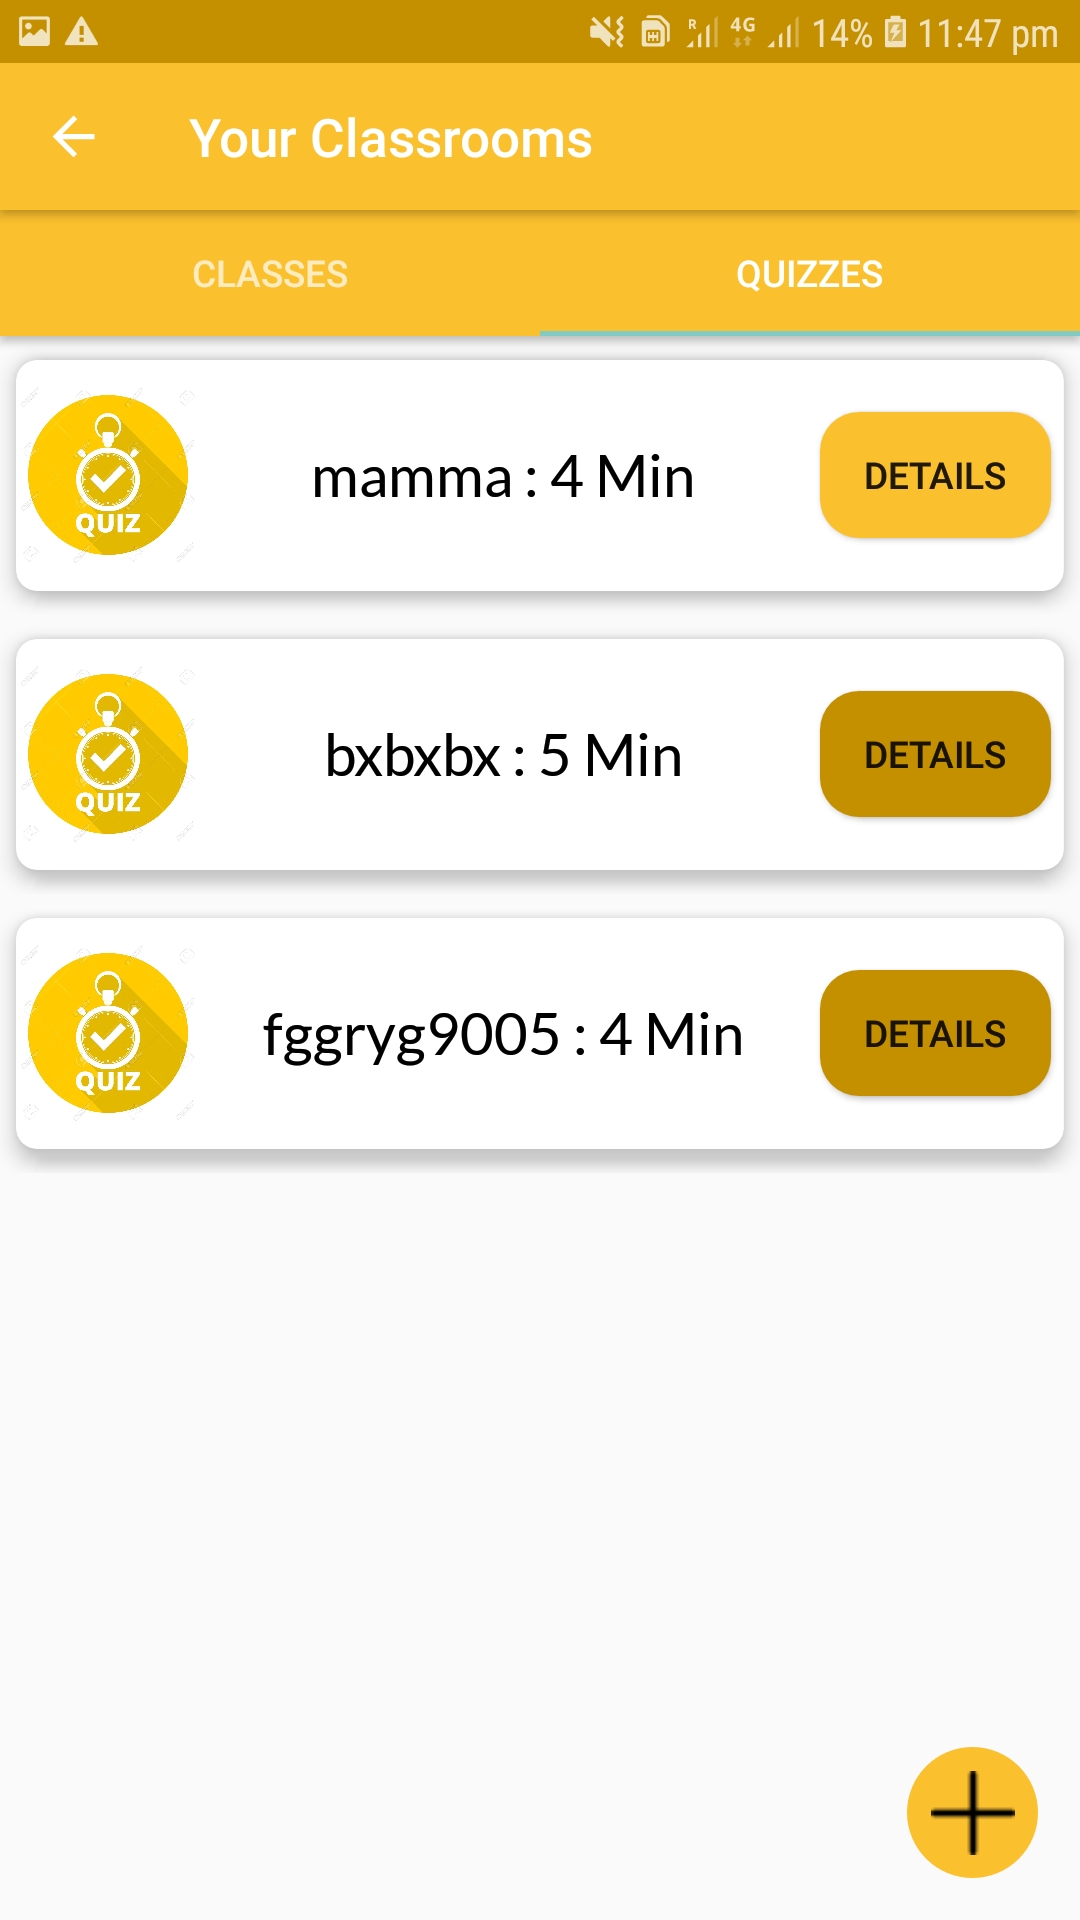 R 4G 14% 11:47 pm
Your Classrooms
CLASSES QUIZZES
QUIZ mamma : 4 Min DETAILS
QUIZ bxbxbx : 5 Min DETAILS
QUIZ fggryg9005 : 4 Min DETAILS